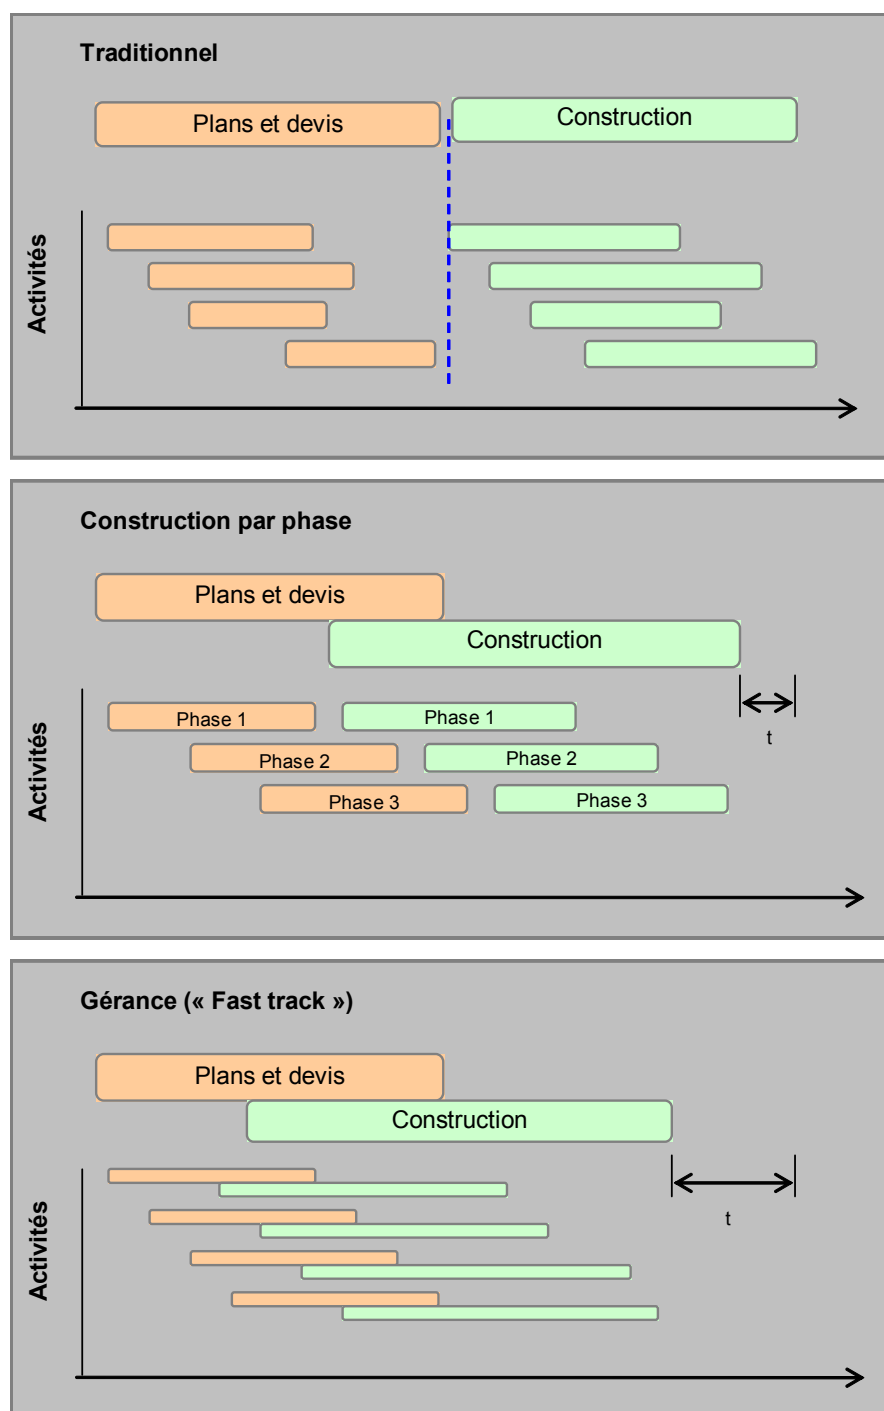 Traditionnel
Plans et devis
Construction
Activités
Construction par phase
Plans et devis
Construction
t
Activités
Phase 1
Phase 1
Phase 2
Phase 2
Phase 3
Phase 3
Gérance (« Fast track »)
Plans et devis
Construction
t
Activités